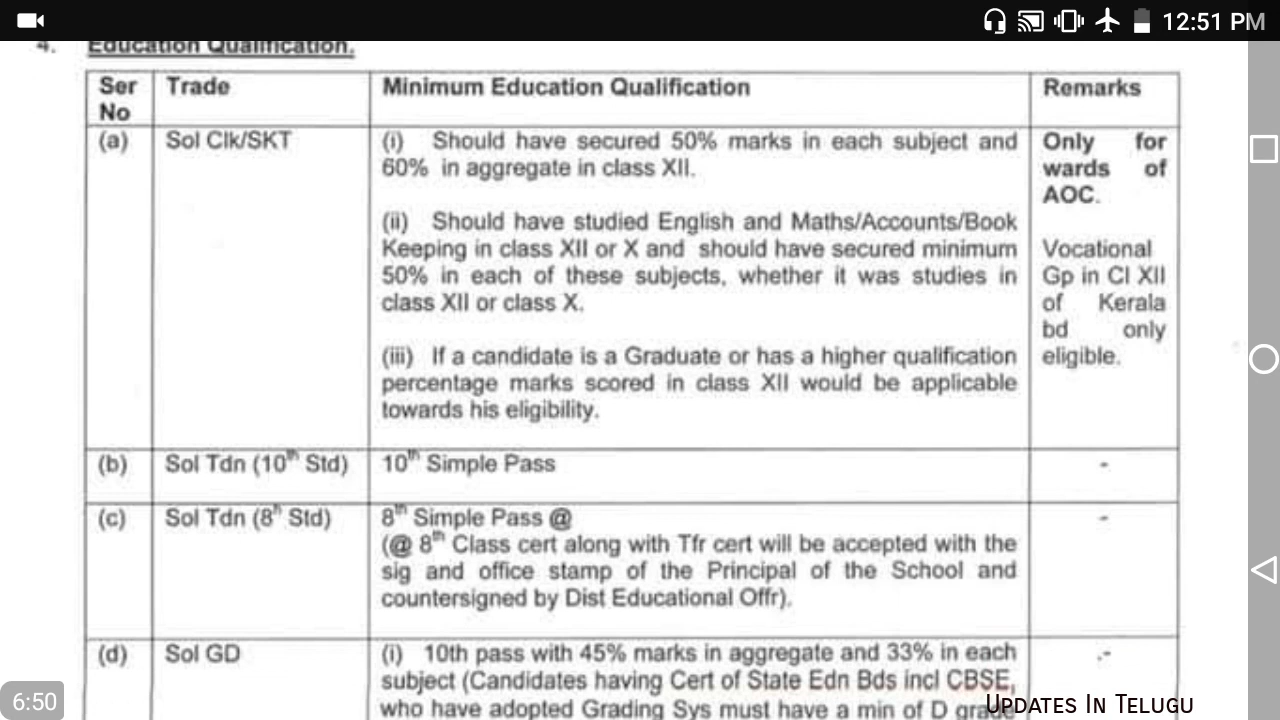 12:51 PM
4. Education Qualification.
Ser No
Trade
Minimum Education Qualification
Remarks
(a)
Sol Clk/SKT
(i) Should have secured 50% marks in each subject and
60% in aggregate in class XII.
(ii) Should have studied English and Maths/Accounts/Book
Keeping in class XII or X and should have secured minimum
50% in each of these subjects, whether it was studies in
class XII or class X.
(iii) If a candidate is a Graduate or has a higher qualification
percentage marks scored in class XII would be applicable
towards his eligibility.
Only for
wards of
AOC.
Vocational
Gp in Cl XII
of Kerala
bd only
eligible.
(b)
Sol Tdn (10th Std)
10th Simple Pass
-
(c)
Sol Tdn (8th Std)
8th Simple Pass @
(@ 8th Class cert along with Tfr cert will be accepted with the
sig and office stamp of the Principal of the School and
countersigned by Dist Educational Offr).
-
(d)
Sol GD
(i) 10th pass with 45% marks in aggregate and 33% in each
subject (Candidates having Cert of State Edn Bds incl CBSE,
who have adopted Grading Sys must have a min of D grade
.-
6:50
UPDATES IN TELUGU